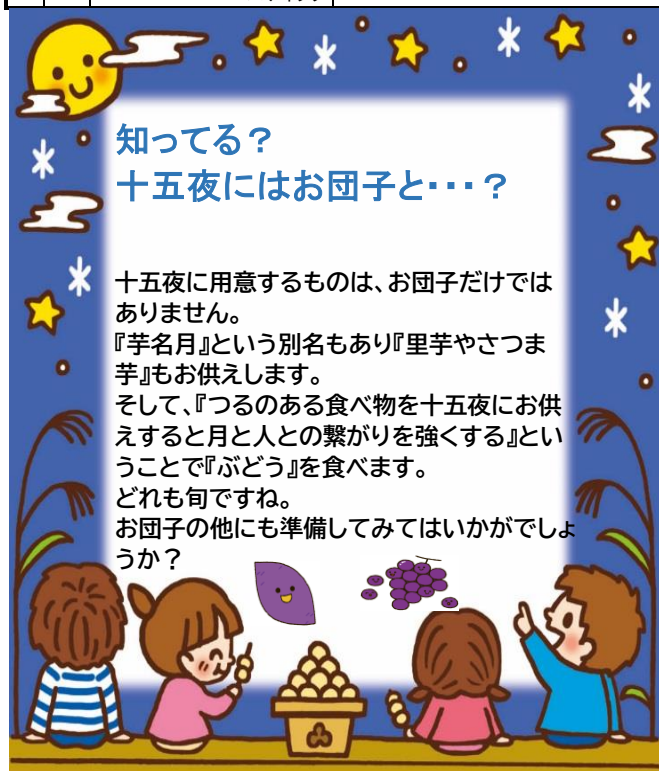 知ってる？
十五夜にはお団子と・・・？
十五夜に用意するものは、お団子だけでは
ありません。
『芋名月』という別名もあり『里芋やさつま
芋』もお供えします。
そして、『つるのある食べ物を十五夜にお供
えすると月と人との繋がりを強くする』とい
うことで『ぶどう』を食べます。
どれも旬ですね。
お団子の他にも準備してみてはいかがでしょ
うか？